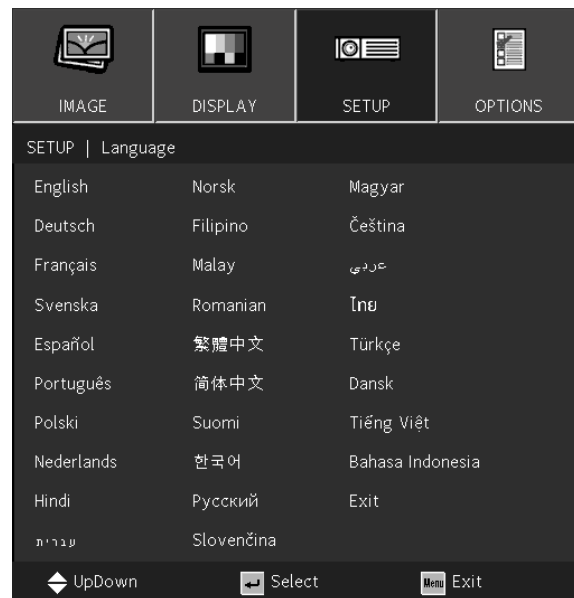 IMAGE DISPLAY SETUP OPTIONS
SETUP | Language
English Norsk Magyar
Deutsch Filipino Čeština
Français Malay عربي
Svenska Romanian ไทย
Español 繁體中文 Türkçe
Português 简体中文 Dansk
Polski Suomi Tiếng Việt
Nederlands 한국어 Bahasa Indonesia
Hindi Русский Exit
עברית Slovenčina
UpDown Select Menu Exit